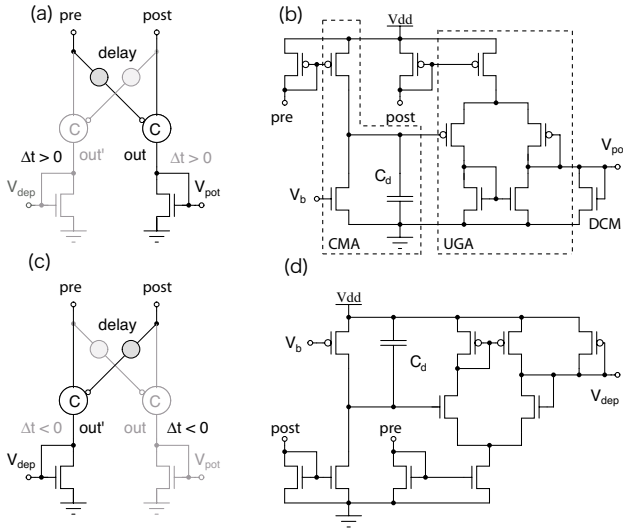 (a)
pre
post
delay
C
C
Δt > 0
out'
out
Δt > 0
V_dep
V_pot
(b)
Vdd
pre
post
V_b
C_d
V_po
DCM
CMA
UGA
(c)
pre
post
delay
C
C
Δt < 0
out'
out
Δt < 0
V_dep
V_pot
(d)
Vdd
V_b
C_d
V_dep
post
pre